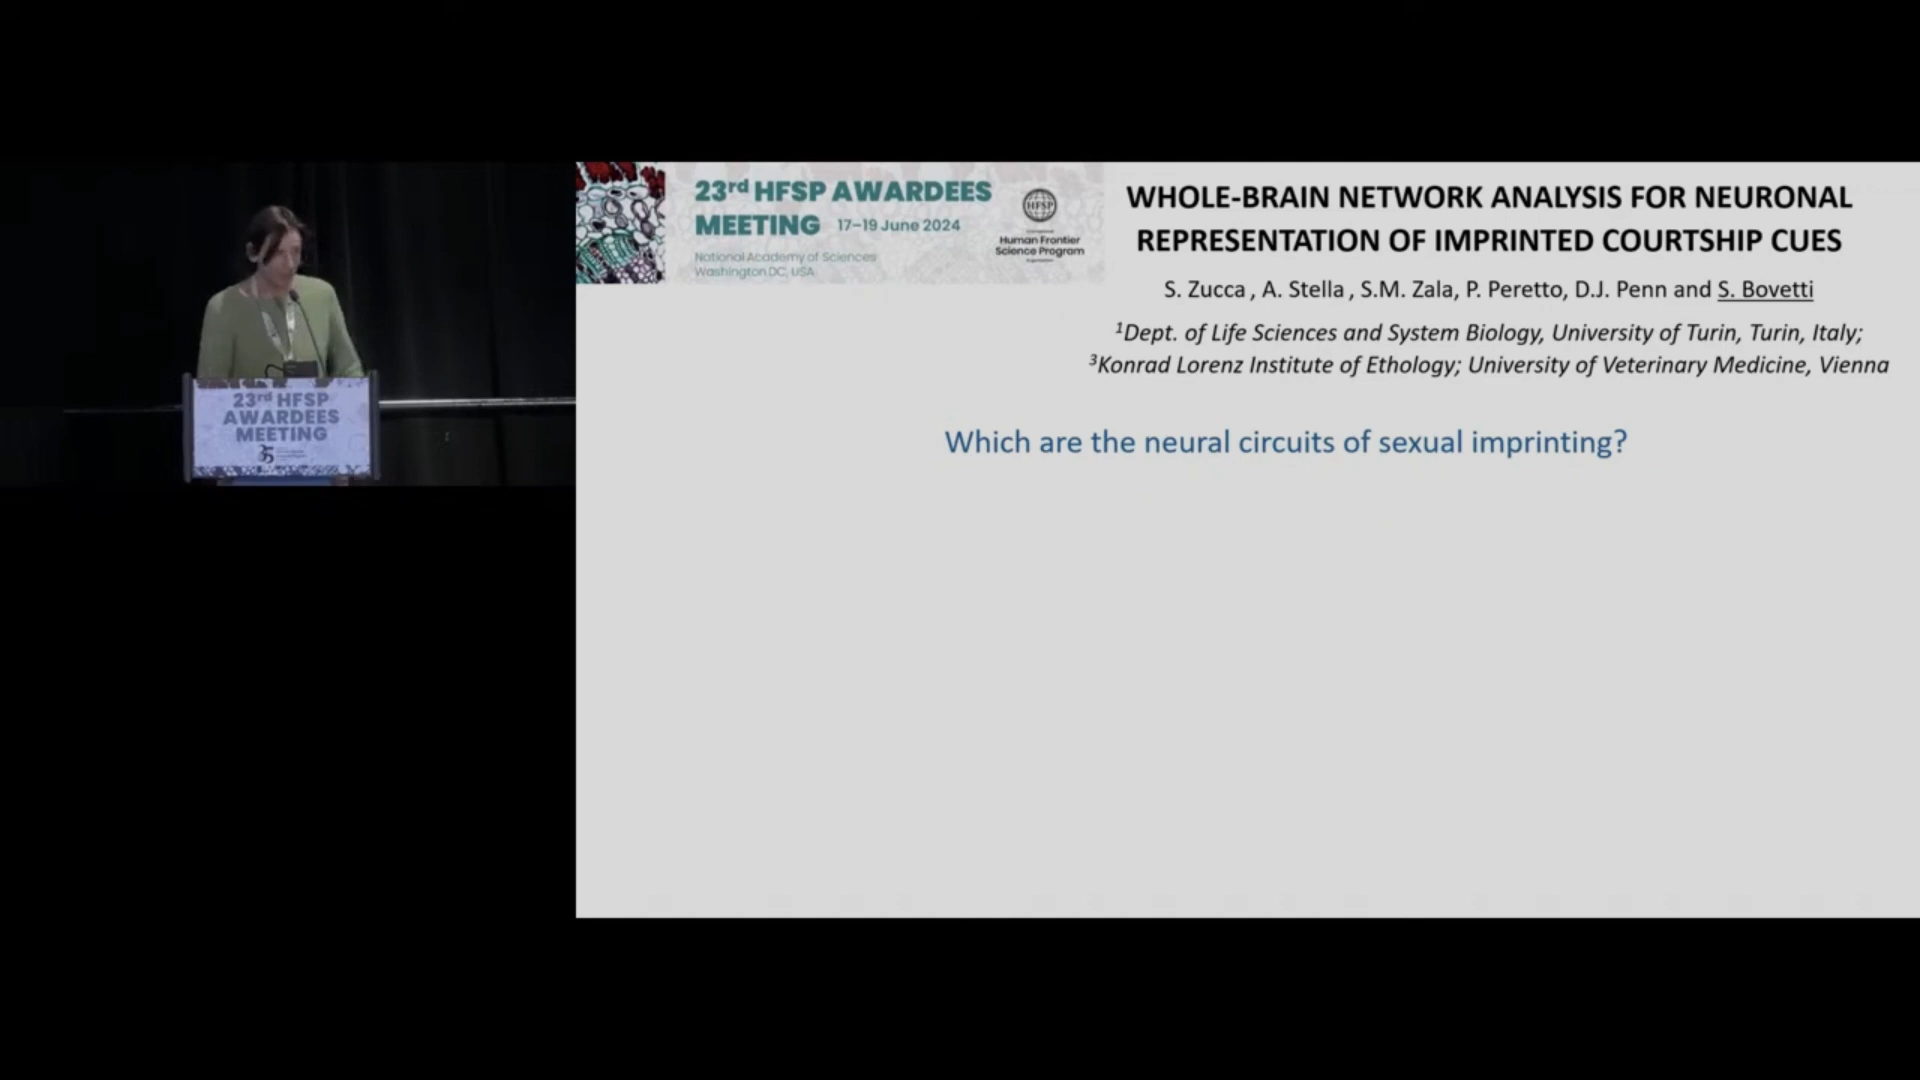 23rd HFSP AWARDEES
MEETING 17–19 June 2024
National Academy of Sciences
Washington DC, USA
HFSP
Human Frontier
Science Program
WHOLE-BRAIN NETWORK ANALYSIS FOR NEURONAL
REPRESENTATION OF IMPRINTED COURTSHIP CUES
S. Zucca , A. Stella , S.M. Zala, P. Peretto, D.J. Penn and S. Bovetti
1Dept. of Life Sciences and System Biology, University of Turin, Turin, Italy;
3Konrad Lorenz Institute of Ethology; University of Veterinary Medicine, Vienna
Which are the neural circuits of sexual imprinting?
23rd HFSP
AWARDEES
MEETING
35